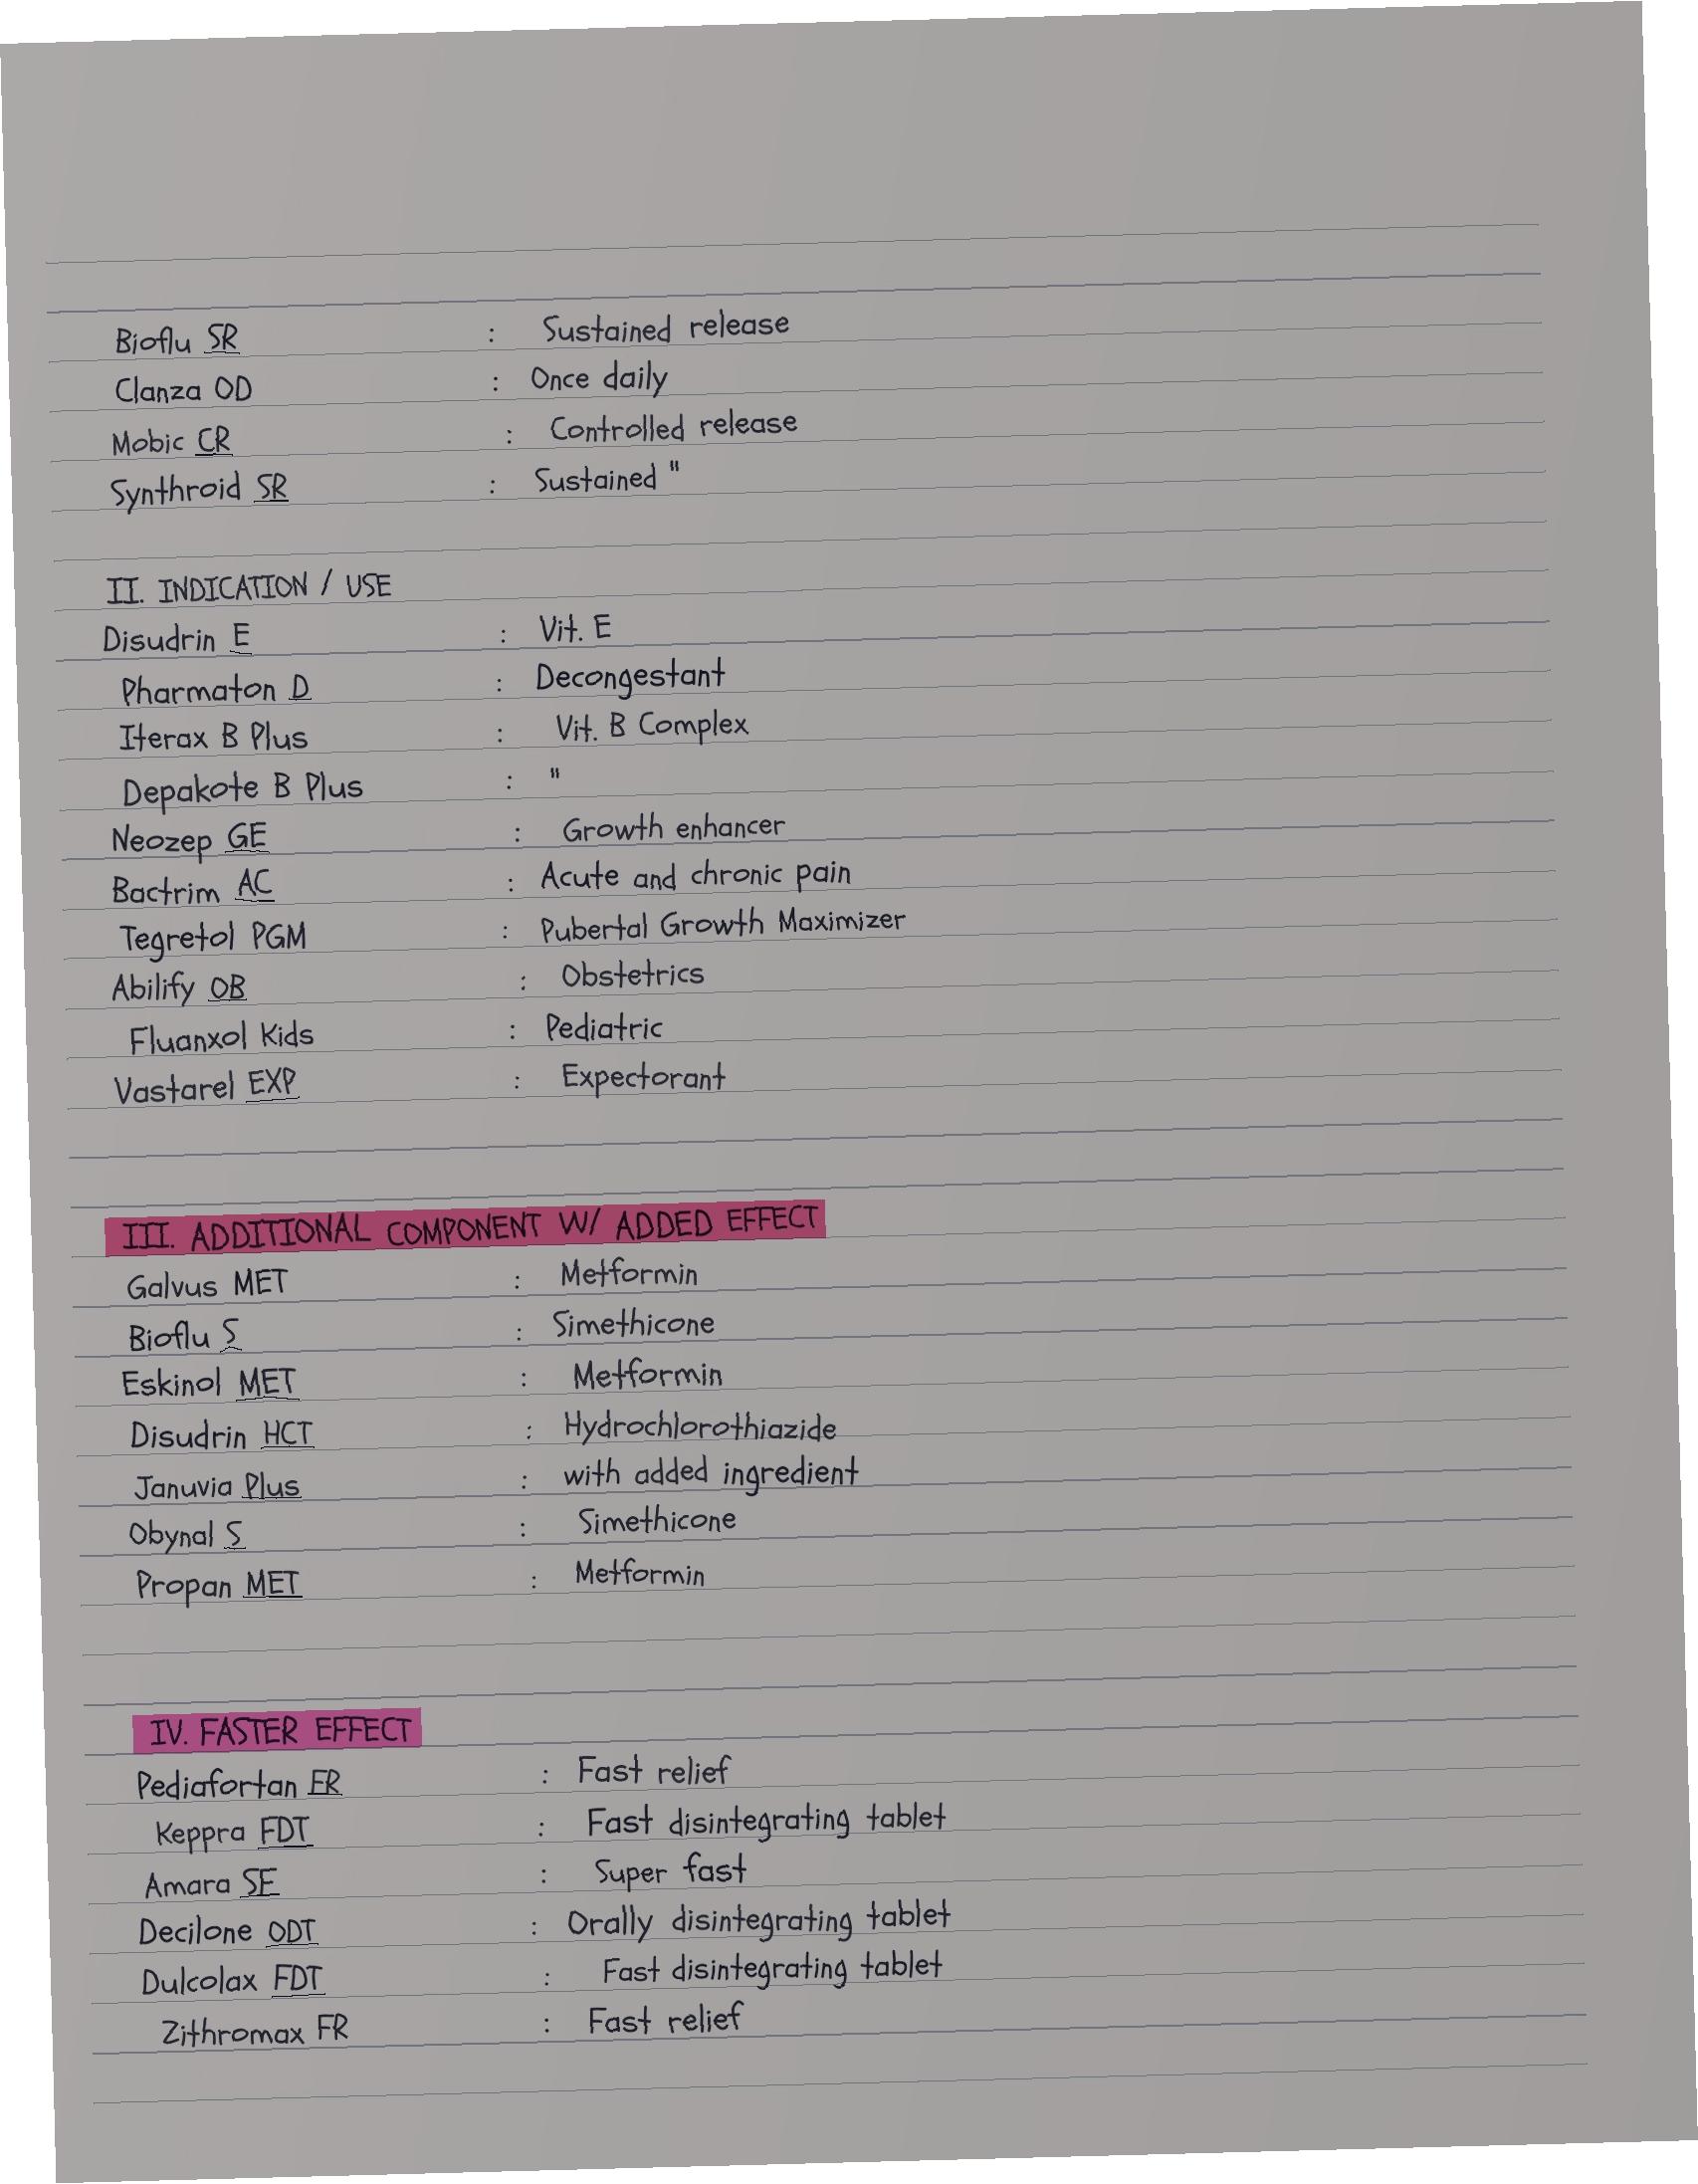 Bioflu SR : Sustained release
Clanza OD : Once daily
Mobic CR : Controlled release
Synthroid SR : Sustained "
II. INDICATION / USE
Disudrin E : Vit. E
Pharmaton D : Decongestant
Iterax B Plus : Vit. B Complex
Depakote B Plus : "
Neozep GE : Growth enhancer
Bactrim AC : Acute and chronic pain
Tegretol PGM : Pubertal Growth Maximizer
Abilify OB : Obstetrics
Fluanxol Kids : Pediatric
Vastarel EXP : Expectorant
III. ADDITIONAL COMPONENT W/ ADDED EFFECT
Galvus MET : Metformin
Bioflu S : Simethicone
Eskinol MET : Metformin
Disudrin HCT : Hydrochlorothiazide
Januvia Plus : with added ingredient
Obynal S : Simethicone
Propan MET : Metformin
IV. FASTER EFFECT
Pediafortan FR : Fast relief
Keppra FDT : Fast disintegrating tablet
Amara SF : Super fast
Decilone ODT : Orally disintegrating tablet
Dulcolax FDT : Fast disintegrating tablet
Zithromax FR : Fast relief